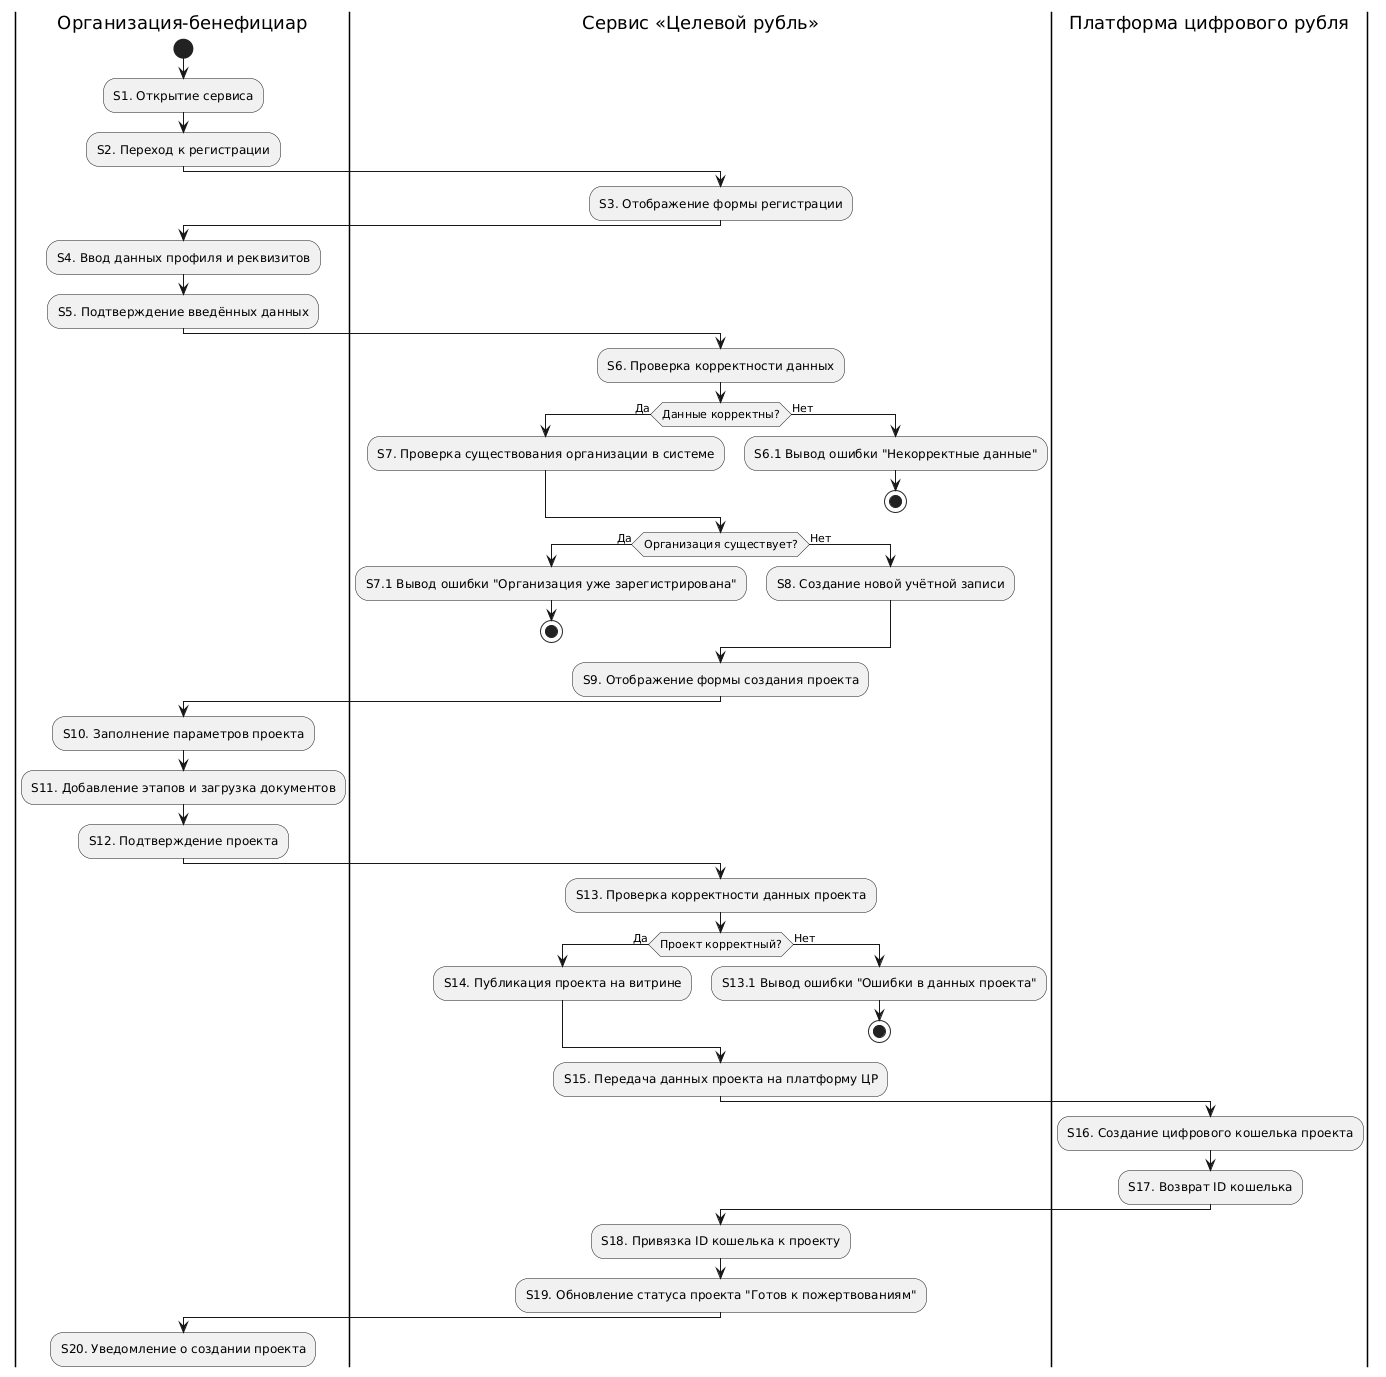 Организация-бенефициар
Сервис «Целевой рубль»
Платформа цифрового рубля
S1. Открытие сервиса
S2. Переход к регистрации
S3. Отображение формы регистрации
S4. Ввод данных профиля и реквизитов
S5. Подтверждение введённых данных
S6. Проверка корректности данных
Да
Данные корректны?
Нет
S7. Проверка существования организации в системе
S6.1 Вывод ошибки "Некорректные данные"
Да
Организация существует?
Нет
S7.1 Вывод ошибки "Организация уже зарегистрирована"
S8. Создание новой учётной записи
S9. Отображение формы создания проекта
S10. Заполнение параметров проекта
S11. Добавление этапов и загрузка документов
S12. Подтверждение проекта
S13. Проверка корректности данных проекта
Да
Проект корректный?
Нет
S14. Публикация проекта на витрине
S13.1 Вывод ошибки "Ошибки в данных проекта"
S15. Передача данных проекта на платформу ЦР
S16. Создание цифрового кошелька проекта
S17. Возврат ID кошелька
S18. Привязка ID кошелька к проекту
S19. Обновление статуса проекта "Готов к пожертвованиям"
S20. Уведомление о создании проекта